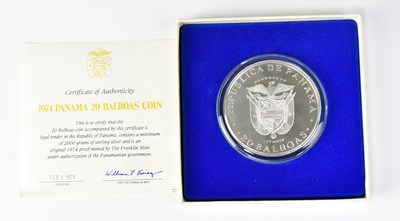 Certificate of Authenticity
1974 PANAMA 20 BALBOAS COIN
This is to certify that the
20 Balboas coin accompanied by this certificate is
legal tender in the Republic of Panama, contains a minimum
of 2000 grains of sterling silver and is an
original 1974 proof minted by The Franklin Mint
under authorization of the Panamanian government.
FEB 1 1976
REPUBLICA DE PANAMA
20 BALBOAS